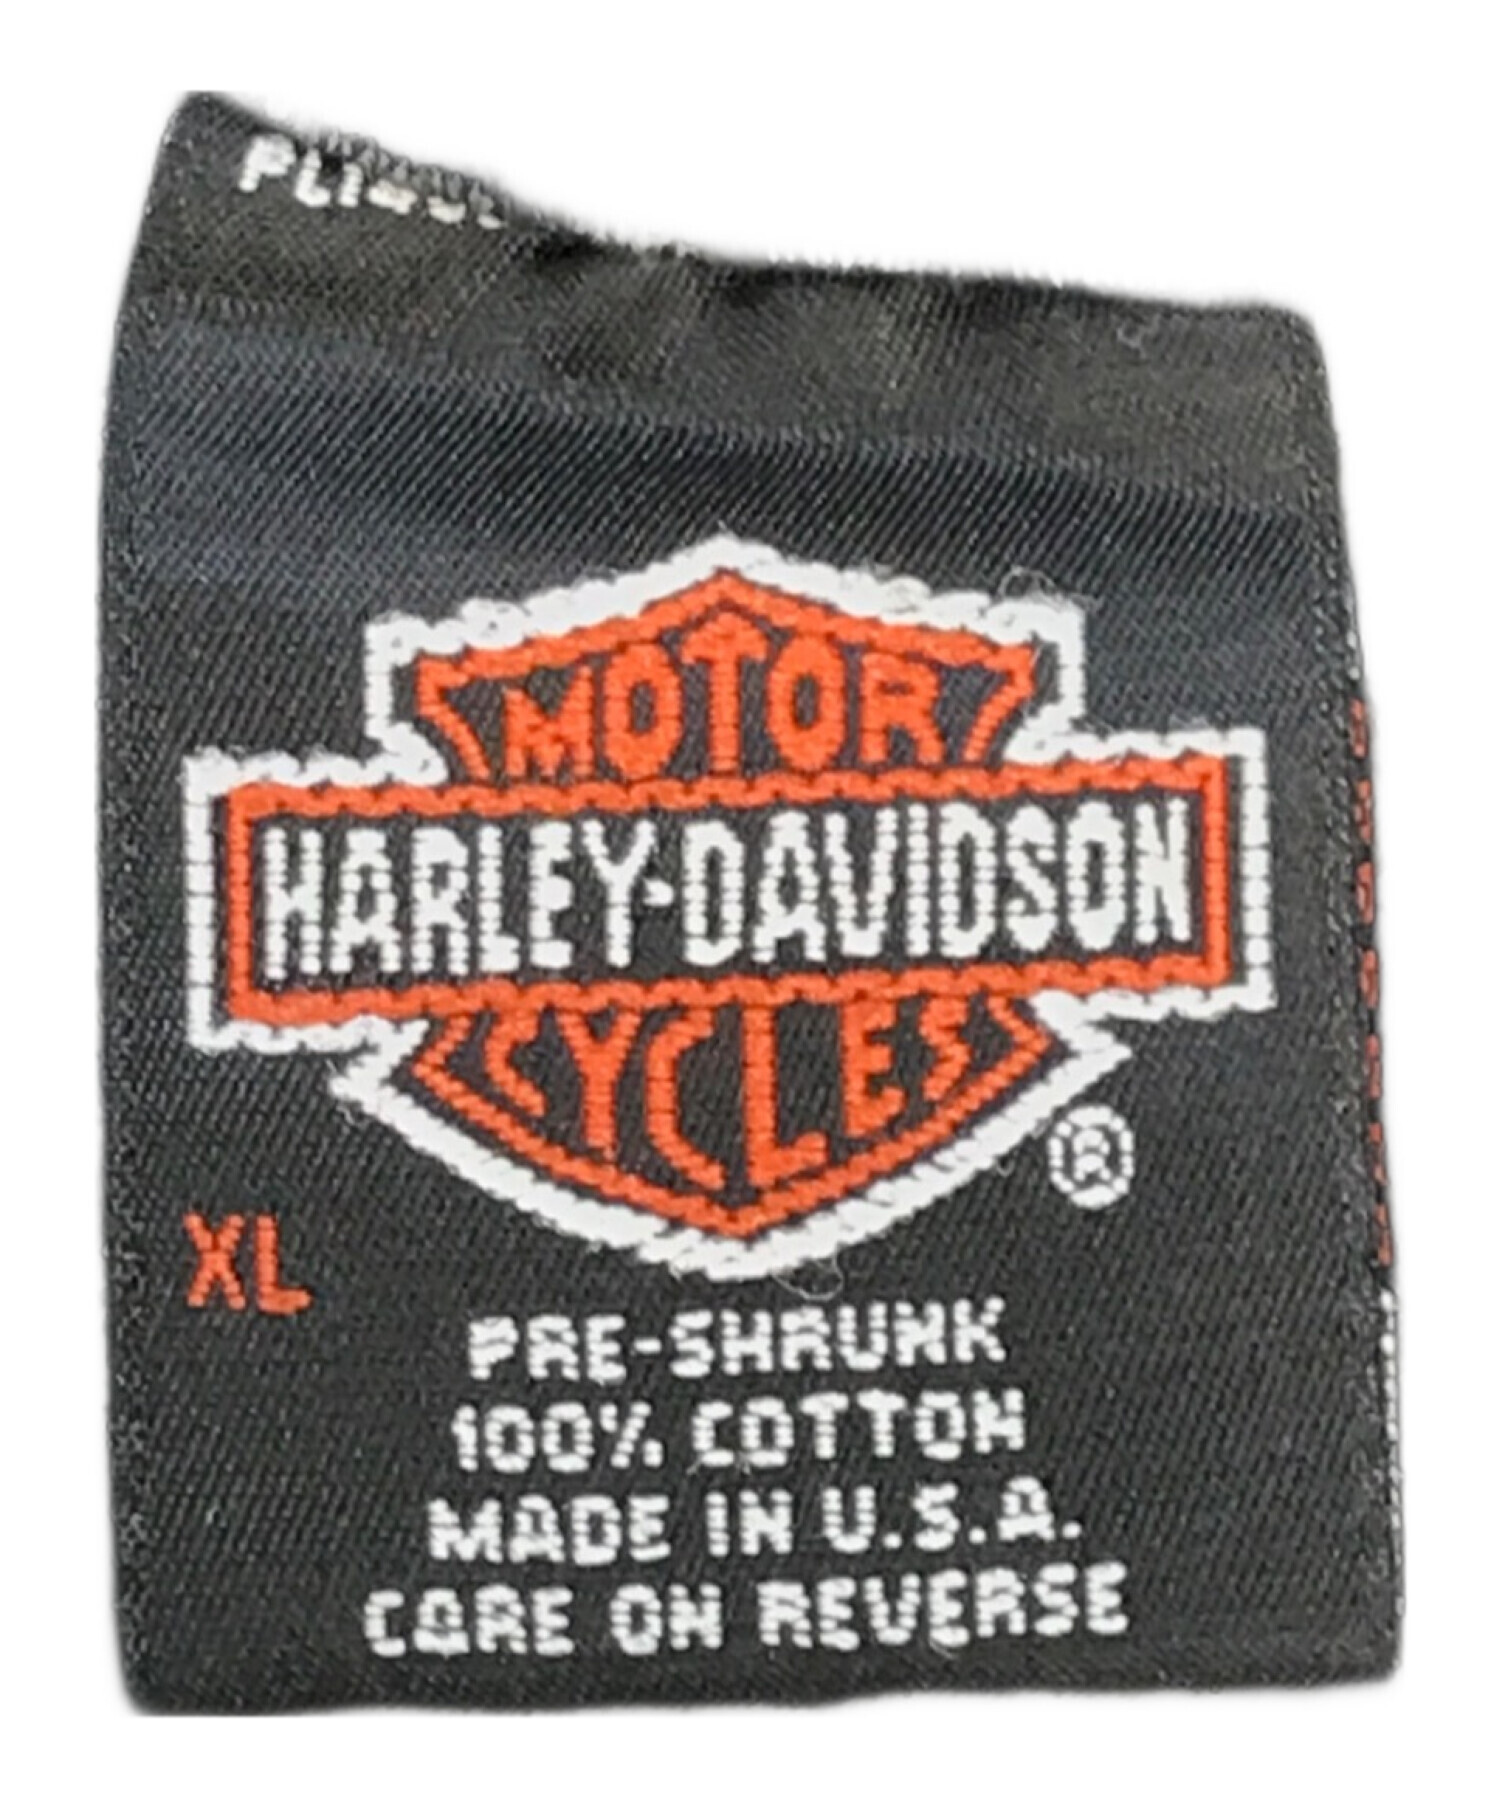 MOTOR
HARLEY-DAVIDSON
CYCLES
®
XL
PRE-SHRUNK
100% COTTON
MADE IN U.S.A.
CARE ON REVERSE